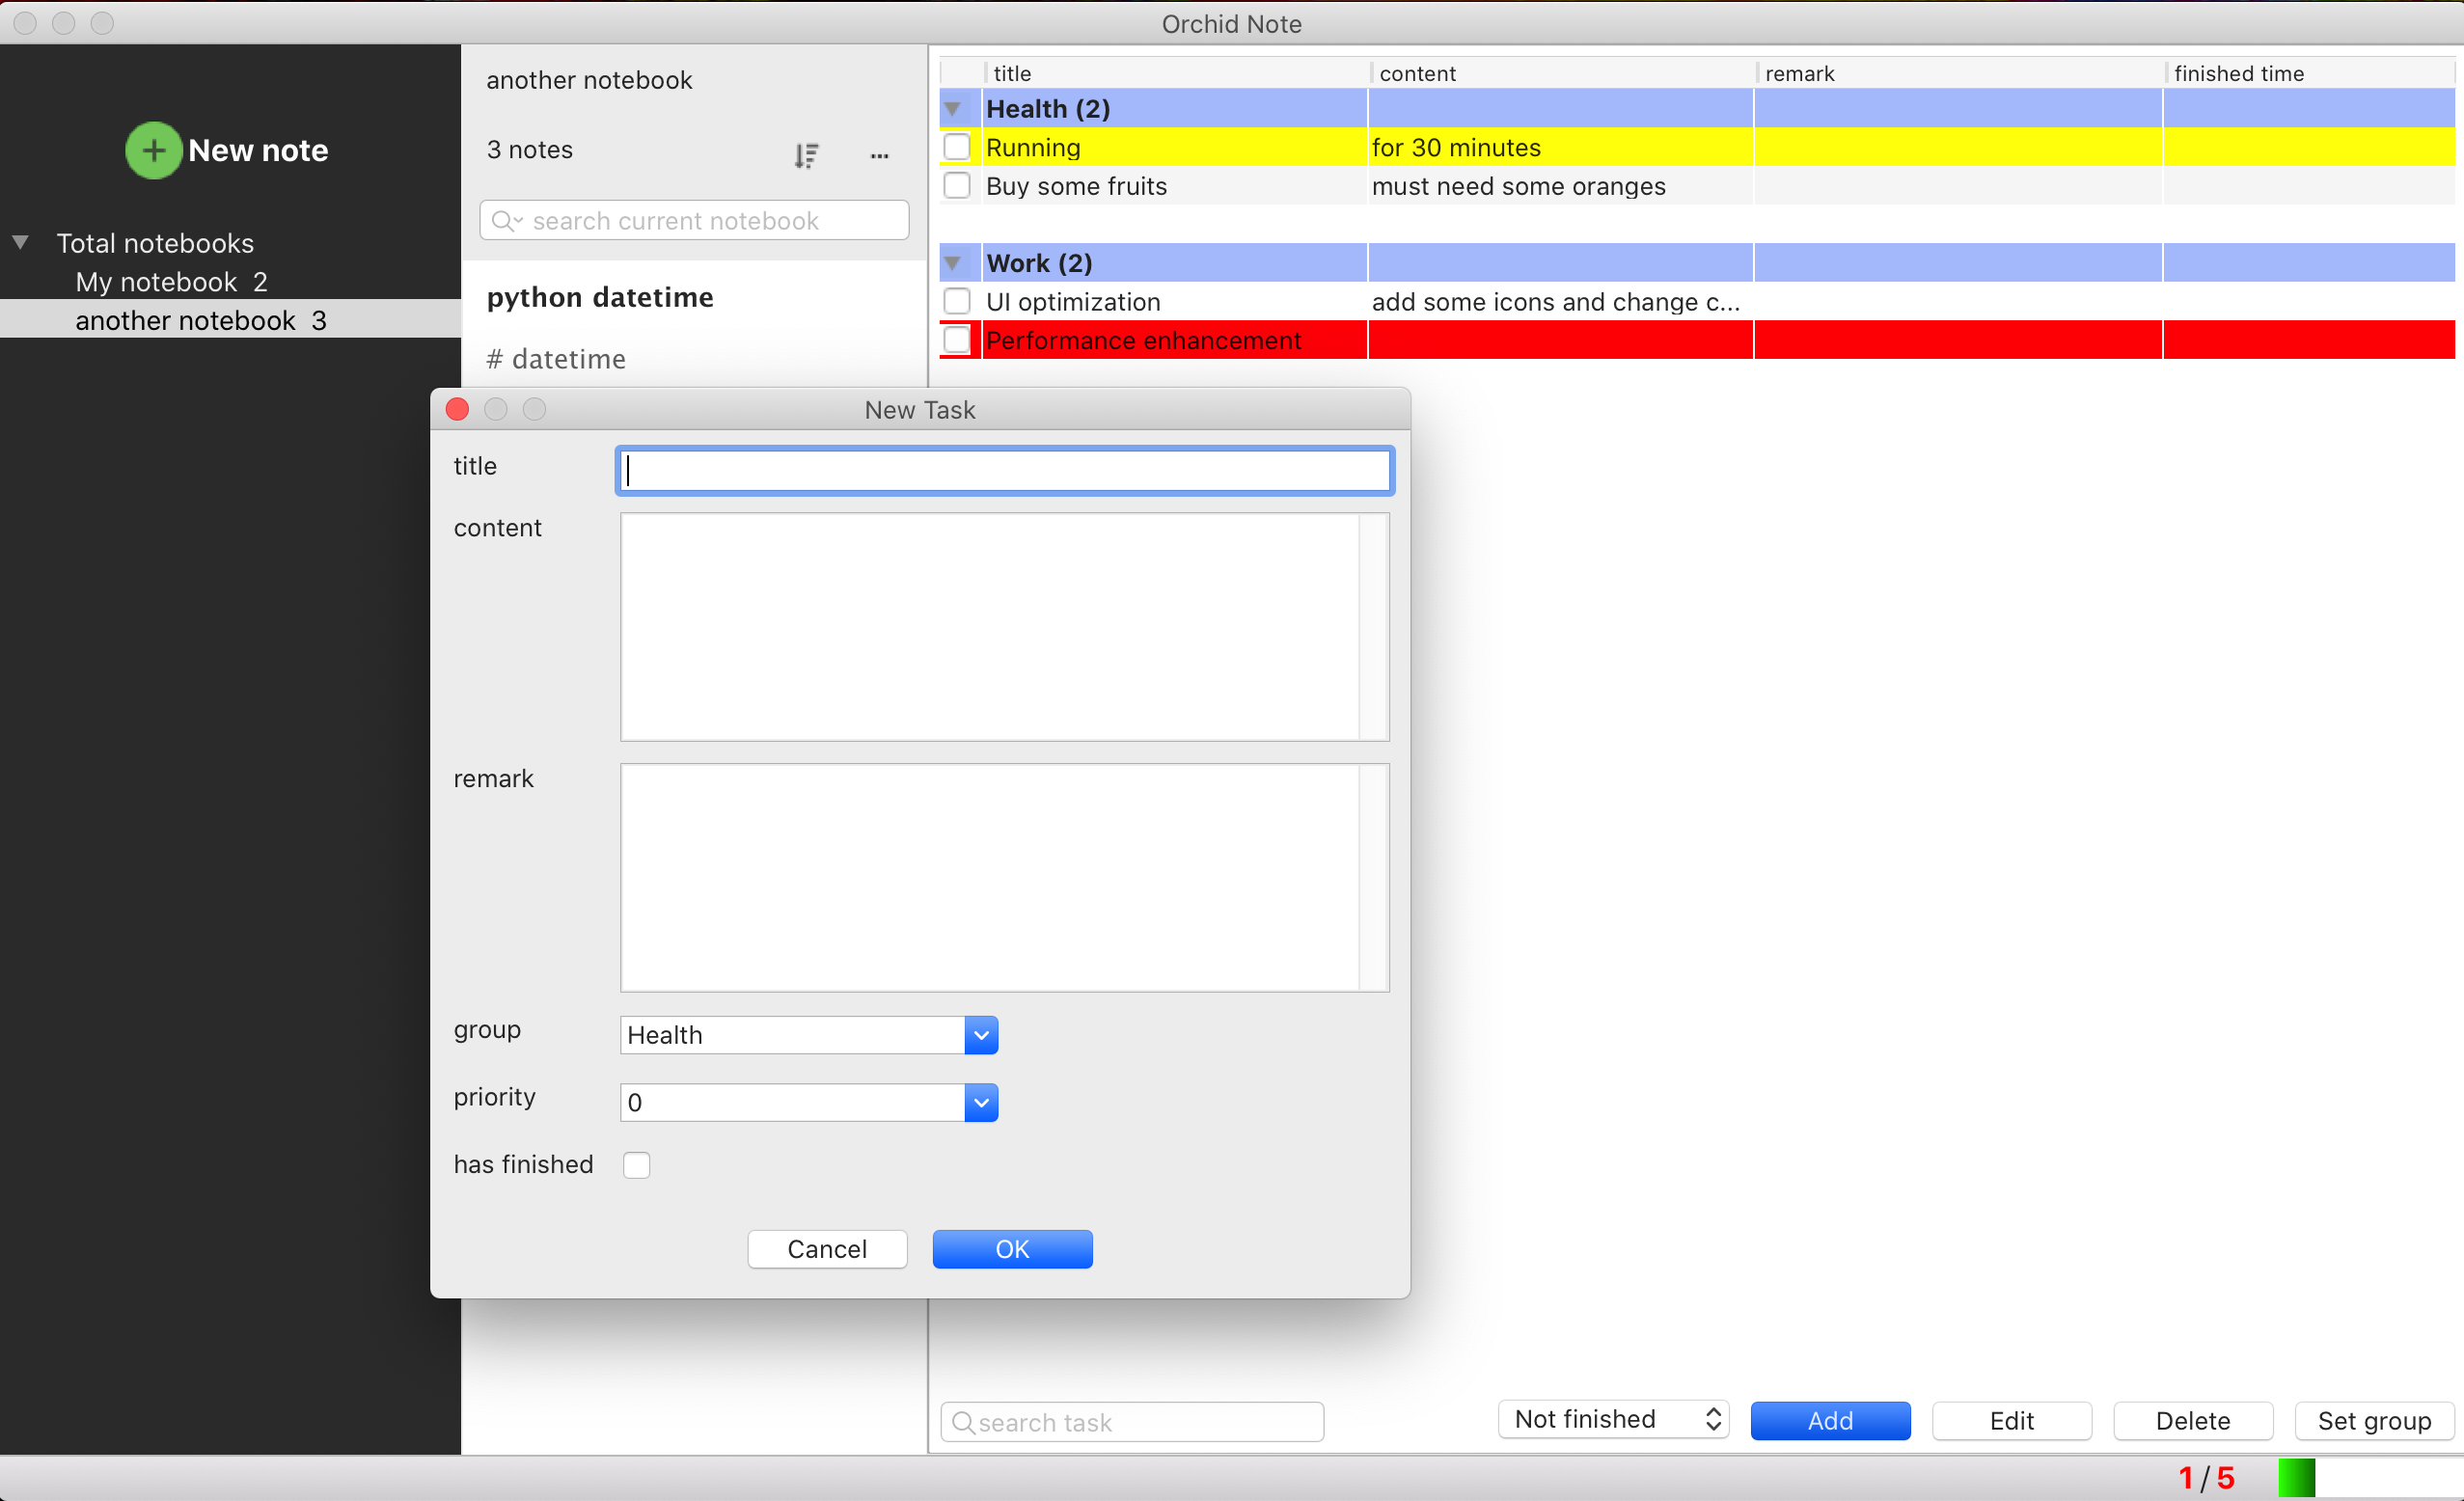 Orchid Note
New note
Total notebooks
My notebook 2
another notebook 3
another notebook
3 notes
...
search current notebook
python datetime
# datetime
title content remark finished time
Health (2)
Running for 30 minutes
Buy some fruits must need some oranges
Work (2)
UI optimization add some icons and change c...
Performance enhancement
New Task
title
content
remark
group Health
priority 0
has finished
Cancel OK
search task Not finished Add Edit Delete Set group
1 / 5